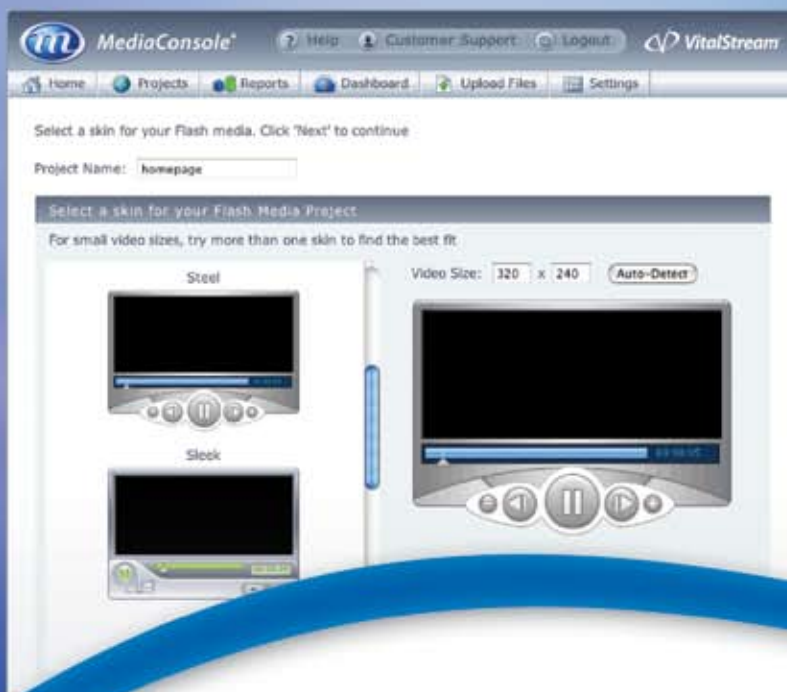 m MediaConsole® ? Help Customer Support Logout VitalStream
Home Projects Reports Dashboard Upload Files Settings
Select a skin for your Flash media. Click 'Next' to continue
Project Name: homepage
Select a skin for your Flash Media Project
For small video sizes, try more than one skin to find the best fit
Steel
Video Size: 320 x 240 Auto-Detect
Sleek